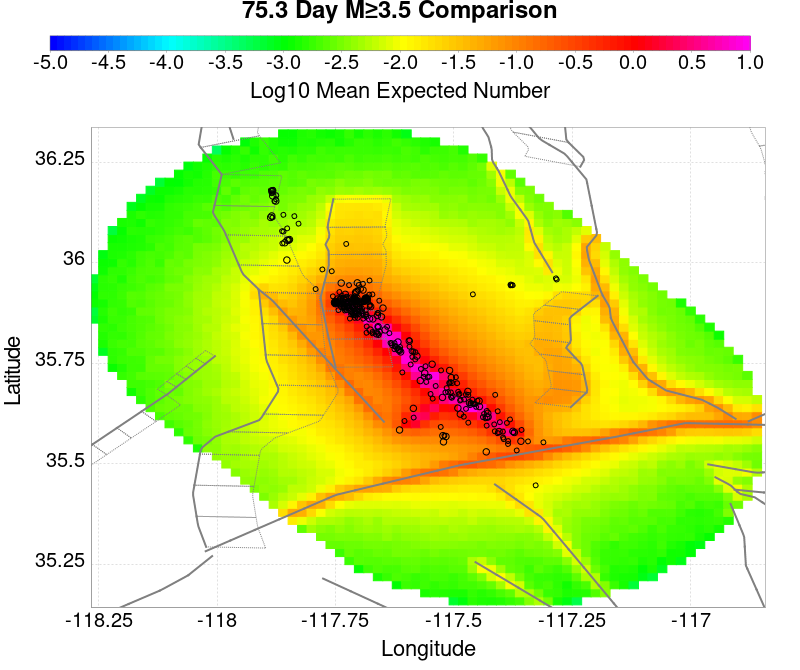 75.3 Day M≥3.5 Comparison
-5.0 -4.5 -4.0 -3.5 -3.0 -2.5 -2.0 -1.5 -1.0 -0.5 0.0 0.5 1.0
Log10 Mean Expected Number
36.25
36
35.75
35.5
35.25
Latitude
-118.25 -118 -117.75 -117.5 -117.25 -117
Longitude